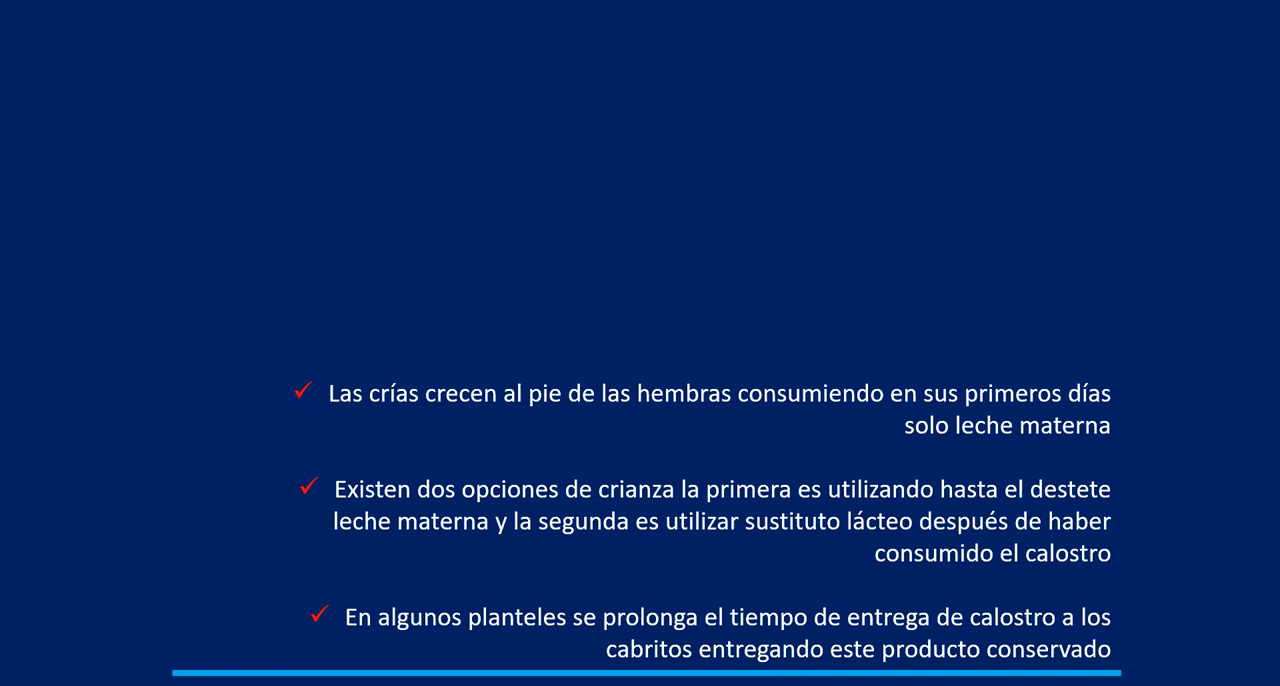 ✓ Las crías crecen al pie de las hembras consumiendo en sus primeros días
solo leche materna
✓ Existen dos opciones de crianza la primera es utilizando hasta el destete
leche materna y la segunda es utilizar sustituto lácteo después de haber
consumido el calostro
✓ En algunos planteles se prolonga el tiempo de entrega de calostro a los
cabritos entregando este producto conservado